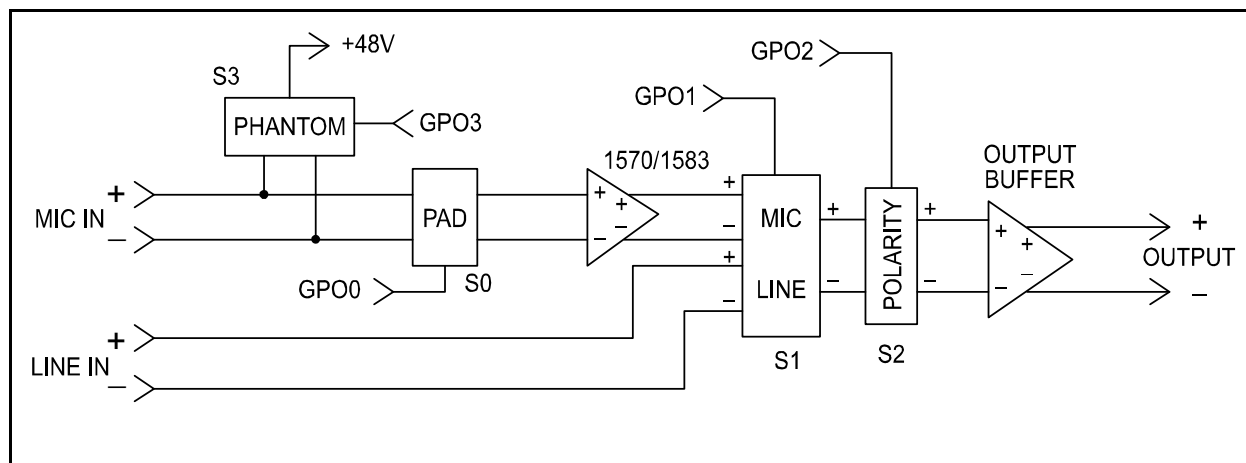 +48V
S3
PHANTOM
GPO3
GPO2
GPO1
1570/1583
OUTPUT
BUFFER
+
MIC IN
−
PAD
GPO0
S0
+ +
− −
+
−
+
−
MIC
LINE
S1
+
−
POLARITY
S2
+
−
+ +
− −
+
OUTPUT
−
+
LINE IN
−